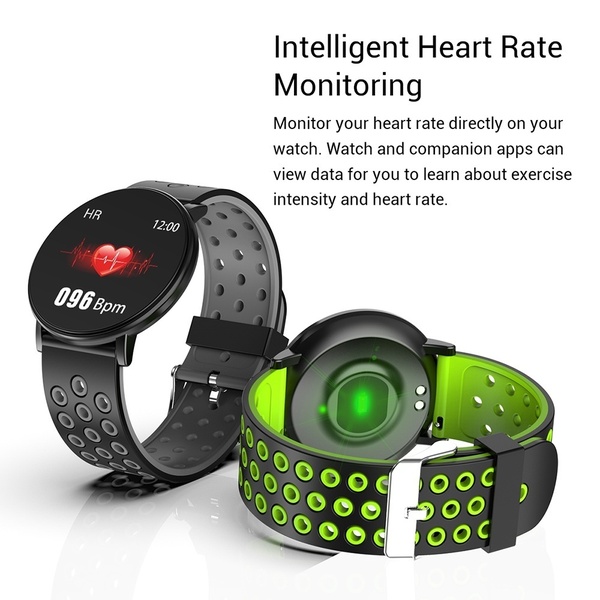 Intelligent Heart Rate
Monitoring
Monitor your heart rate directly on your
watch. Watch and companion apps can
view data for you to learn about exercise
intensity and heart rate.
HR
12:00
096 Bpm